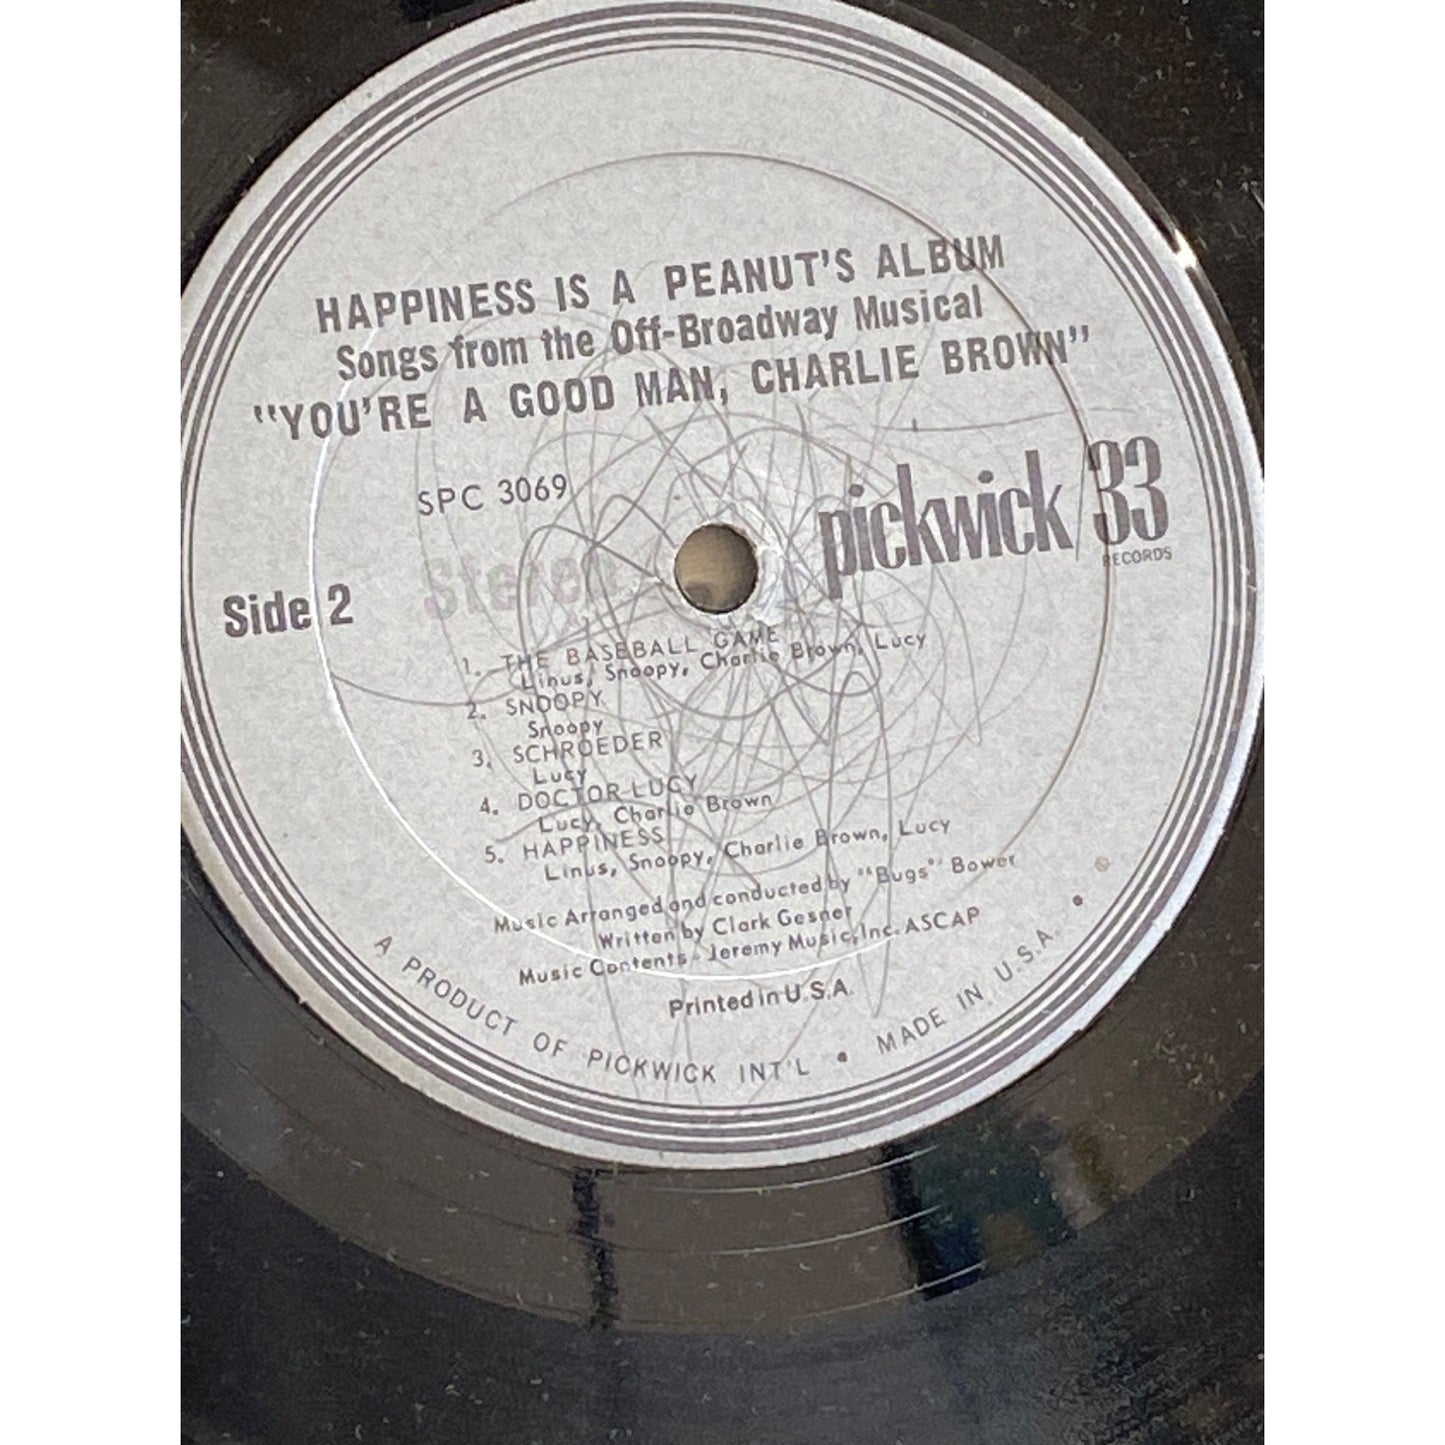 HAPPINESS IS A PEANUT'S ALBUM
Songs from the Off-Broadway Musical
"YOU'RE A GOOD MAN, CHARLIE BROWN"
SPC 3069
pickwick/33
RECORDS
Stereo
Side 2
1. THE BASEBALL GAME
Linus, Snoopy, Charlie Brown, Lucy
2. SNOOPY
Snoopy
3. SCHROEDER
Lucy
4. DOCTOR LUCY
Lucy, Charlie Brown
5. HAPPINESS
Linus, Snoopy, Charlie Brown, Lucy
Music Arranged and conducted by "Bugs" Bower
Written by Clark Gesner
Music Contents - Jeremy Music, Inc. ASCAP
Printed in U.S.A.
A PRODUCT OF PICKWICK INT'L • MADE IN U.S.A. •